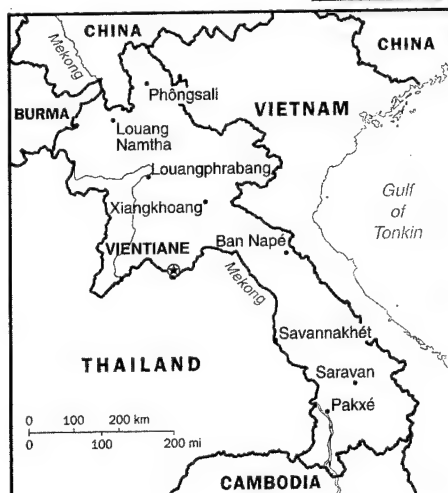 CHINA
CHINA
Mekong
Phôngsali
BURMA
VIETNAM
Louang
Namtha
Louangphrabang
Gulf
of
Tonkin
Xiangkhoang
VIENTIANE
Ban Napé
Mekong
Savannakhét
THAILAND
Saravan
Pakxé
0 100 200 km
0 100 200 mi
CAMBODIA